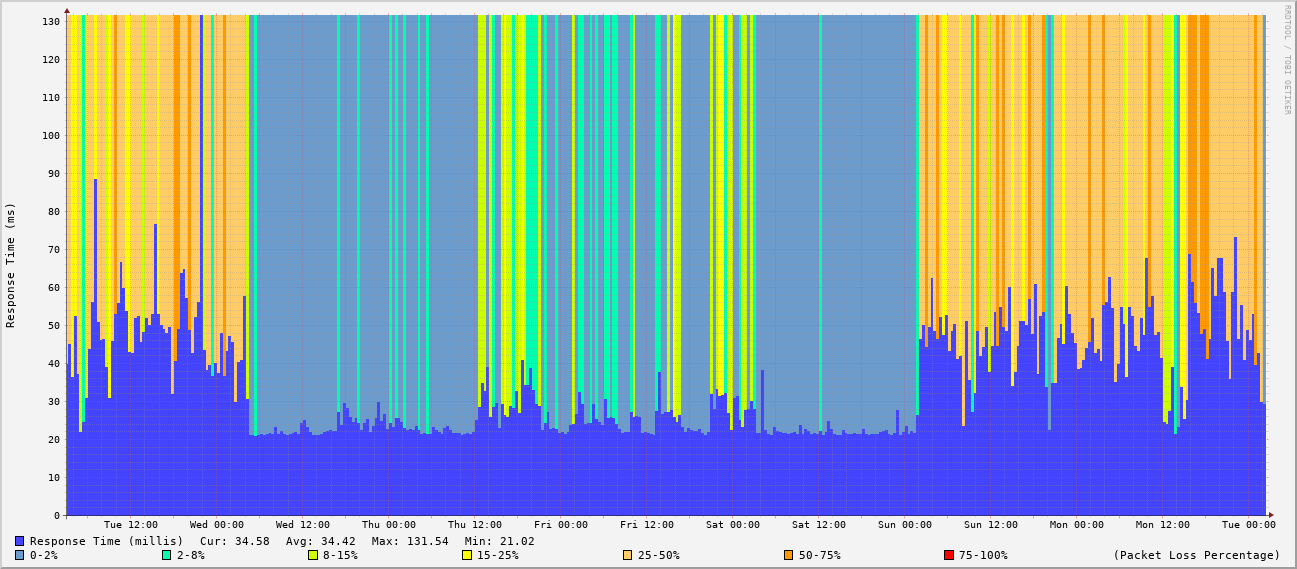 RRDTOOL / TOBI OETIKER
Response Time (ms)
130
120
110
100
90
80
70
60
50
40
30
20
10
0
Tue 12:00 Wed 00:00 Wed 12:00 Thu 00:00 Thu 12:00 Fri 00:00 Fri 12:00 Sat 00:00 Sat 12:00 Sun 00:00 Sun 12:00 Mon 00:00 Mon 12:00 Tue 00:00
Response Time (millis) Cur: 34.58 Avg: 34.42 Max: 131.54 Min: 21.02
0-2% 2-8% 8-15% 15-25% 25-50% 50-75% 75-100% (Packet Loss Percentage)